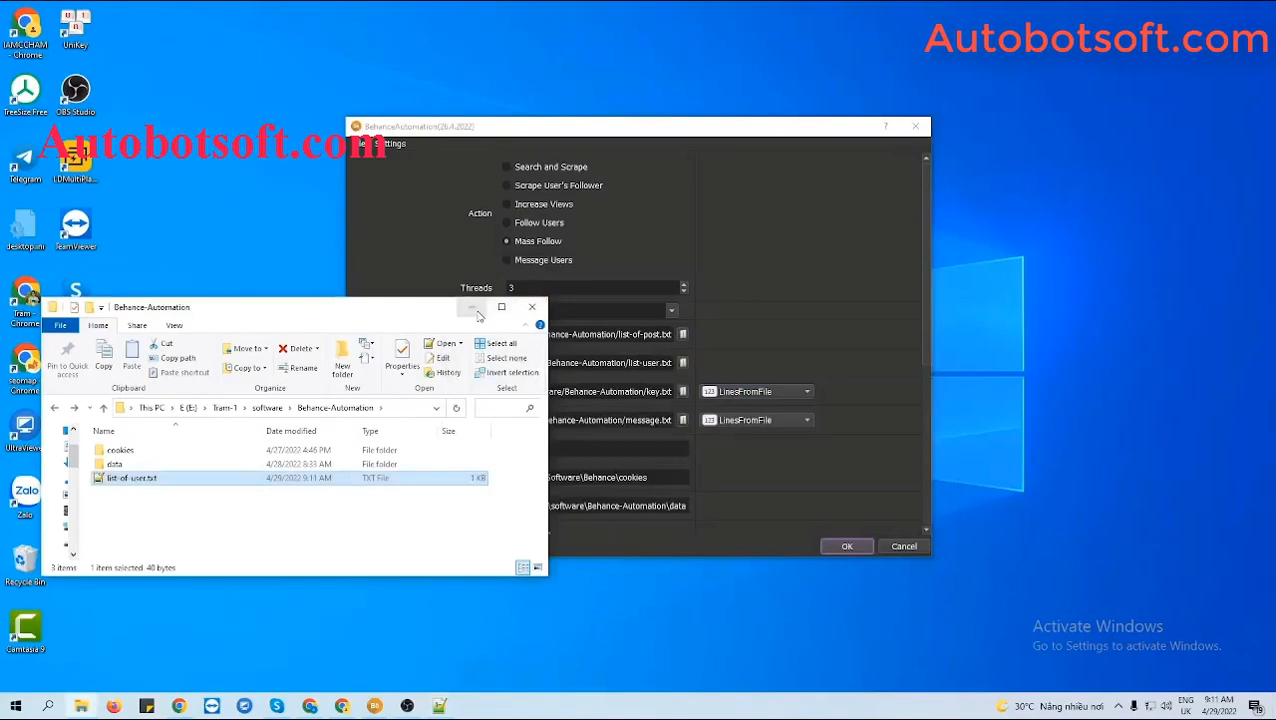 Autobotsoft.com
IAMCCHAM - Chrome
UniKey
TreeSize Free
OBS Studio
Autobotsoft.com
Telegram
LDMultiPla...
desktop.ini
TeamViewer
Tram - Chrome
seomap - Chrome
UltraViewer
Zalo
Recycle Bin
Camtasia 9
BehanceAutomation(26.4.2022)
Settings
Action
Search and Scrape
Scrape User's Follower
Increase Views
Follow Users
Mass Follow
Message Users
Threads
3
hance-Automation/list-of-post.txt
Behance-Automation/list-user.txt
are/Behance-Automation/key.txt
LinesFromFile
ehance-Automation/message.txt
LinesFromFile
Software\Behance\cookies
\software\Behance-Automation\data
OK
Cancel
Behance-Automation
File
Home
Share
View
Pin to Quick access
Copy
Paste
Cut
Copy path
Paste shortcut
Clipboard
Move to
Copy to
Delete
Rename
Organize
New folder
New
Properties
Open
Edit
History
Open
Select all
Select none
Invert selection
Select
This PC
E (E:)
Tram-1
software
Behance-Automation
Name
Date modified
Type
Size
cookies
4/27/2022 4:46 PM
File folder
data
4/28/2022 8:33 AM
File folder
list-of-user.txt
4/29/2022 9:11 AM
TXT File
1 KB
3 items
1 item selected 40 bytes
Activate Windows
Go to Settings to activate Windows.
30°C Nắng nhiều nơi
ENG
UK
9:11 AM
4/29/2022
19